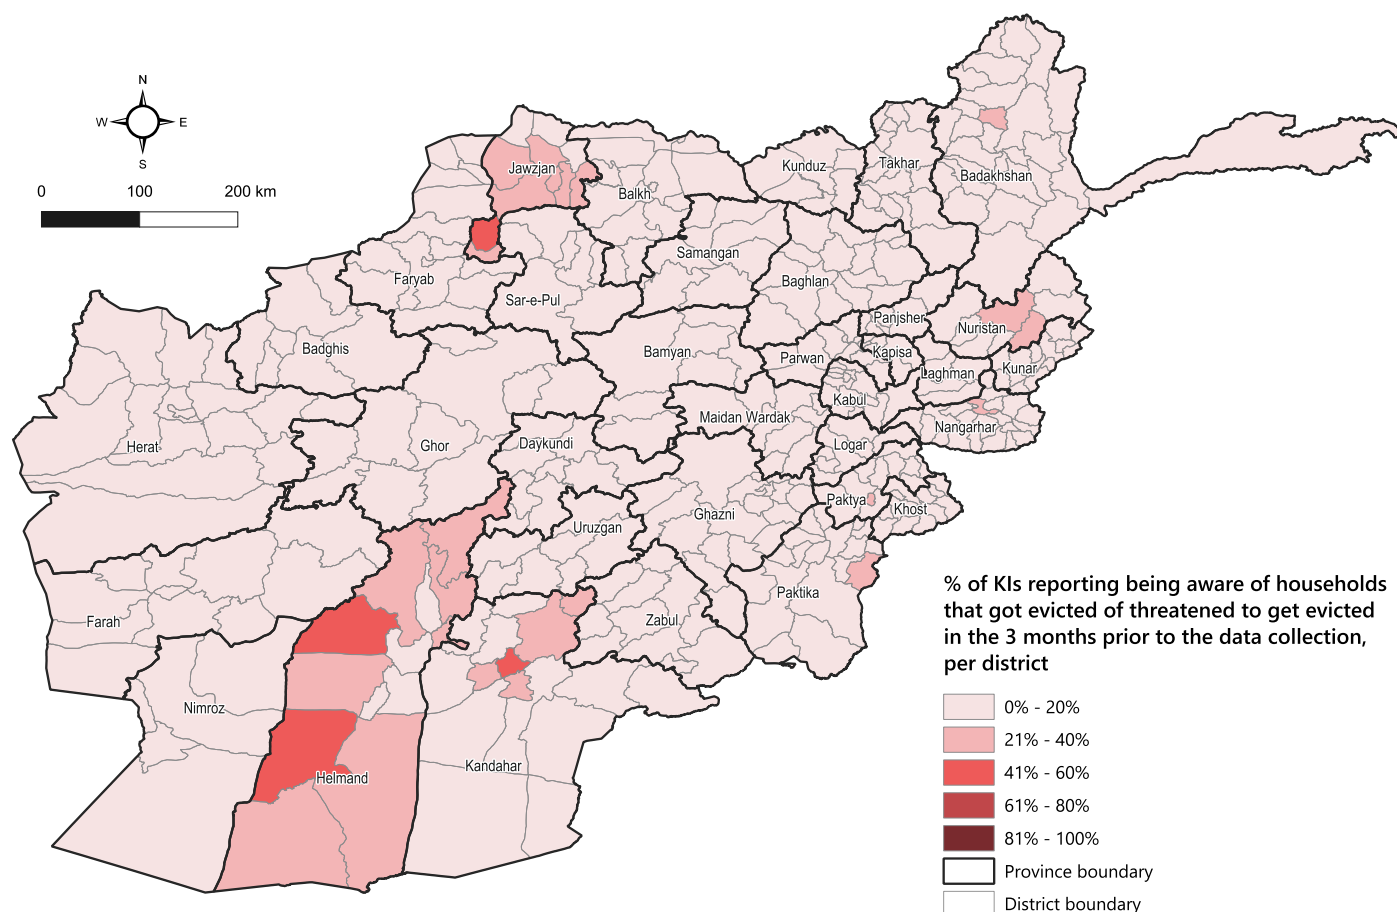 N
W E
S
0 100 200 km
Jawzjan
Balkh
Kunduz
Takhar
Badakhshan
Faryab
Sar-e-Pul
Samangan
Baghlan
Panjsher
Nuristan
Badghis
Bamyan
Parwan
Kapisa
Laghman
Kunar
Kabul
Herat
Ghor
Daykundi
Maidan Wardak
Logar
Nangarhar
Uruzgan
Ghazni
Paktya
Khost
Farah
Zabul
Paktika
Nimroz
Helmand
Kandahar
% of KIs reporting being aware of households
that got evicted of threatened to get evicted
in the 3 months prior to the data collection,
per district
0% - 20%
21% - 40%
41% - 60%
61% - 80%
81% - 100%
Province boundary
District boundary